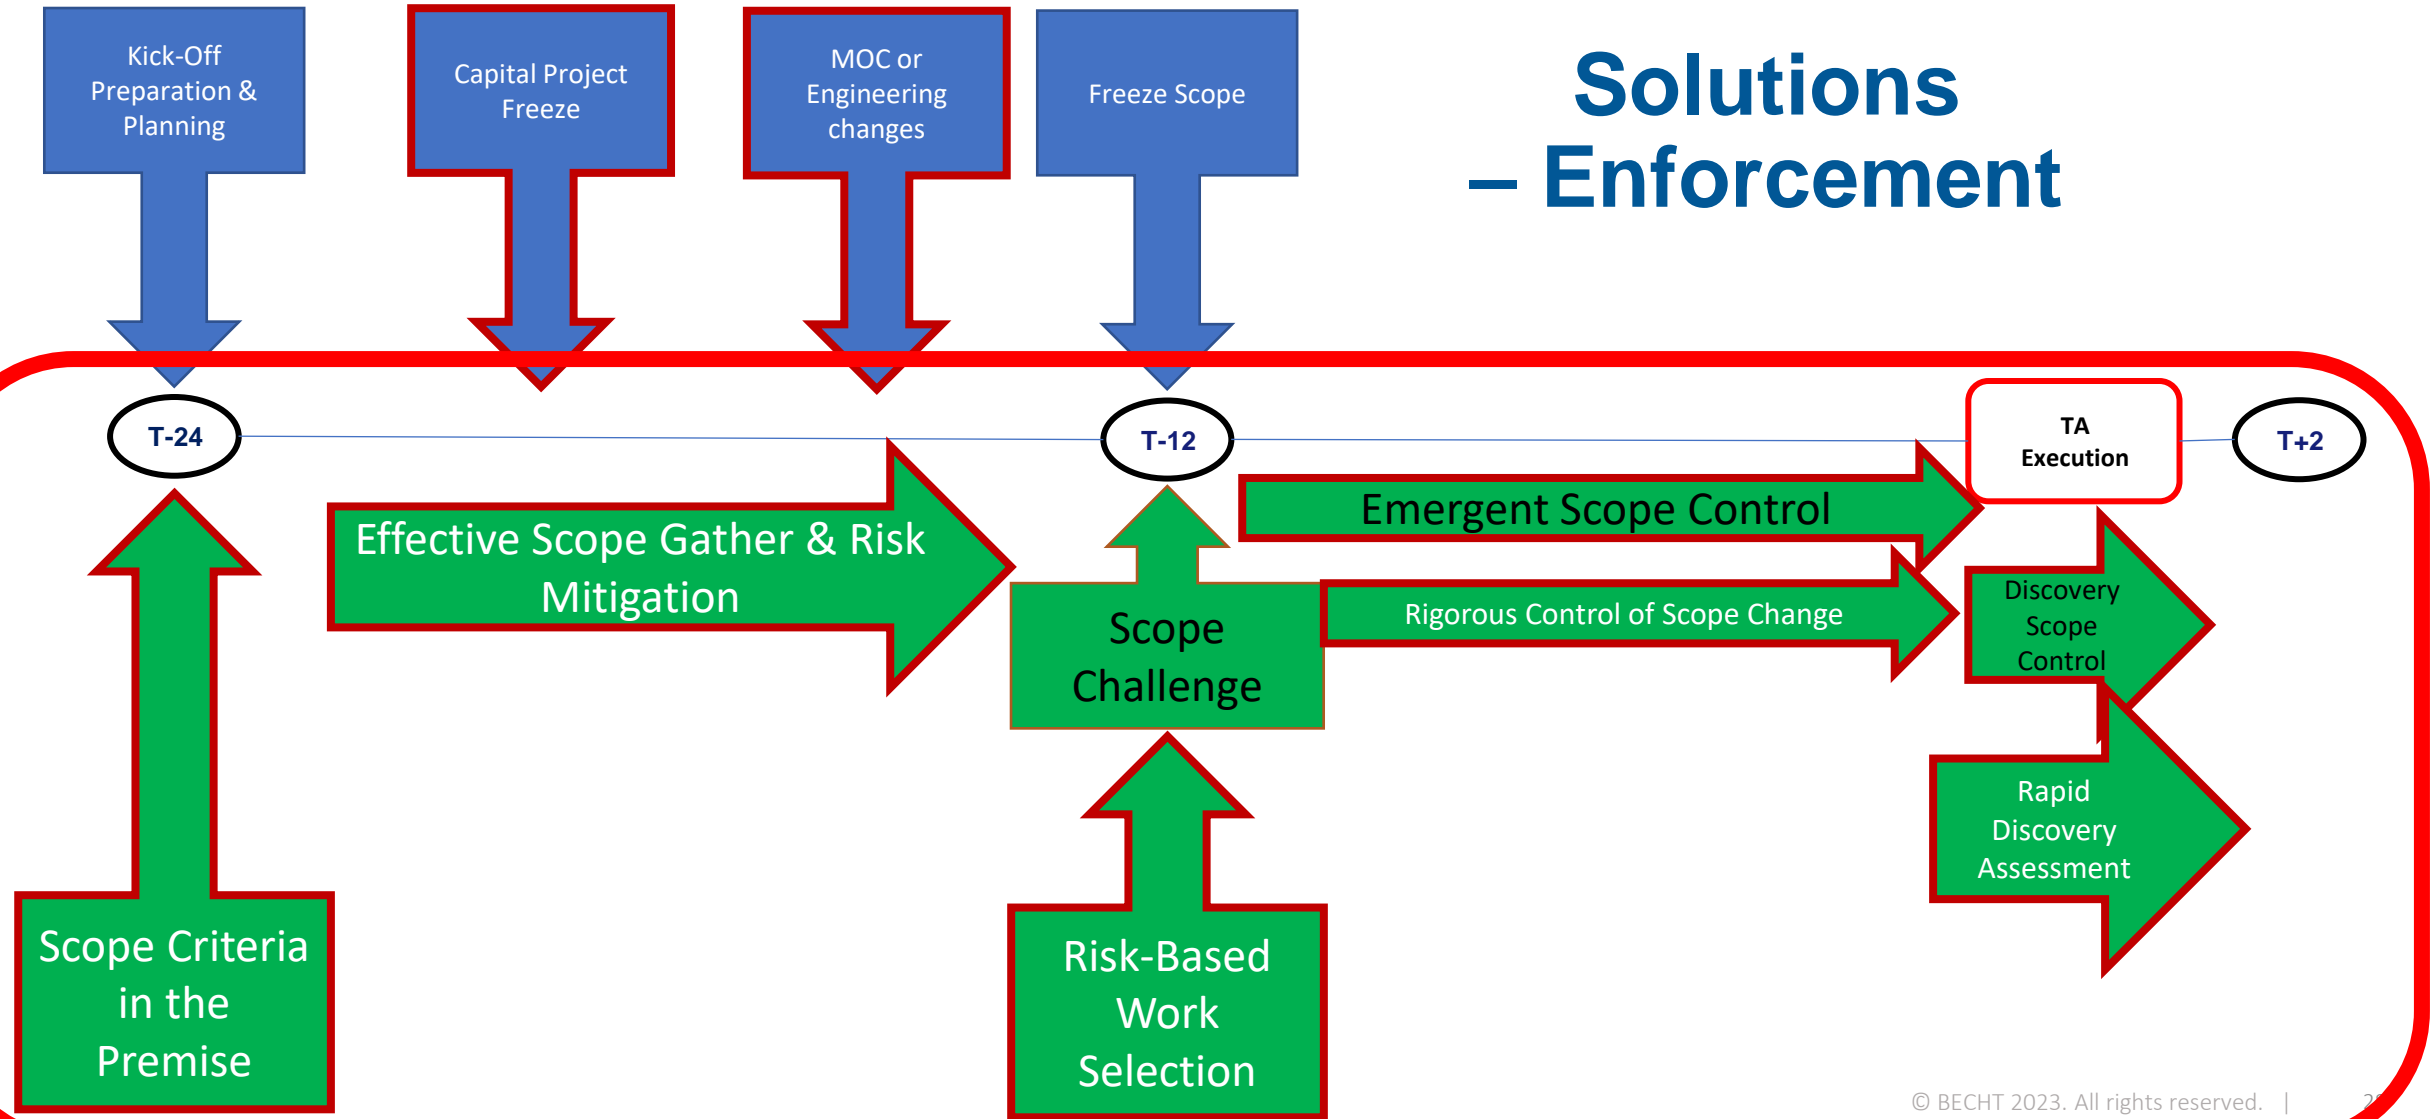 Kick-Off
Preparation &
Planning
Capital Project
Freeze
MOC or
Engineering
changes
Freeze Scope
Solutions
– Enforcement
T-24
T-12
TA
Execution
T+2
Effective Scope Gather & Risk
Mitigation
Emergent Scope Control
Rigorous Control of Scope Change
Scope
Challenge
Discovery
Scope
Control
Rapid
Discovery
Assessment
Scope Criteria
in the
Premise
Risk-Based
Work
Selection
© BECHT 2023. All rights reserved. |